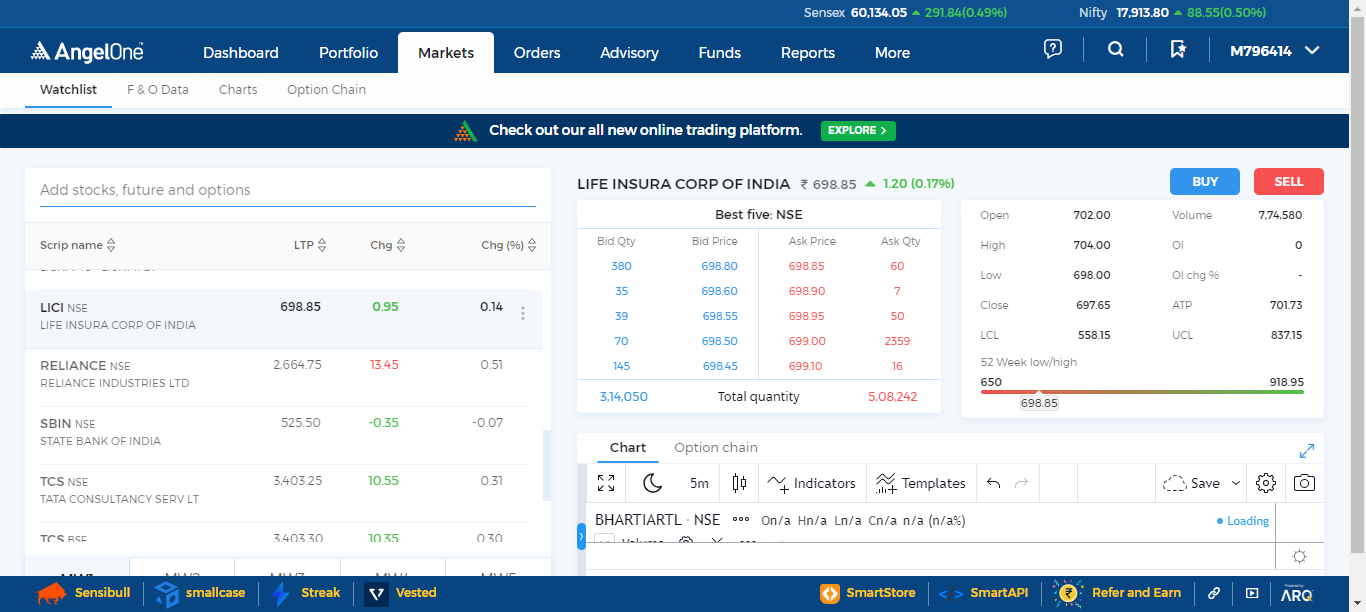 Sensex 60,134.05 291.84(0.49%) Nifty 17,913.80 88.55(0.50%)
AngelOne Dashboard Portfolio Markets Orders Advisory Funds Reports More M796414
Watchlist F & O Data Charts Option Chain
Check out our all new online trading platform. EXPLORE >
Add stocks, future and options
Scrip name LTP Chg Chg (%)
LICI NSE 698.85 0.95 0.14
LIFE INSURA CORP OF INDIA
RELIANCE NSE 2,664.75 13.45 0.51
RELIANCE INDUSTRIES LTD
SBIN NSE 525.50 -0.35 -0.07
STATE BANK OF INDIA
TCS NSE 3,403.25 10.55 0.31
TATA CONSULTANCY SERV LT
TCS BSE 3,403.30 10.35 0.30
MW1 MW2 MW3 MW4 MW5
LIFE INSURA CORP OF INDIA ₹ 698.85 1.20 (0.17%) BUY SELL
Best five: NSE
Bid Qty Bid Price Ask Price Ask Qty
380 698.80 698.85 60
35 698.60 698.90 7
39 698.55 698.95 50
70 698.50 699.00 2359
145 698.45 699.10 16
3,14,050 Total quantity 5,08,242
Open 702.00 Volume 7,74,580
High 704.00 OI 0
Low 698.00 OI chg % -
Close 697.65 ATP 701.73
LCL 558.15 UCL 837.15
52 Week low/high
650 918.95
698.85
Chart Option chain
5m Indicators Templates Save
BHARTIARTL · NSE On/a Hn/a Ln/a Cn/a n/a (n/a%) Loading
Volume
Sensibull smallcase Streak Vested SmartStore < > SmartAPI Refer and Earn Powered by ARQ